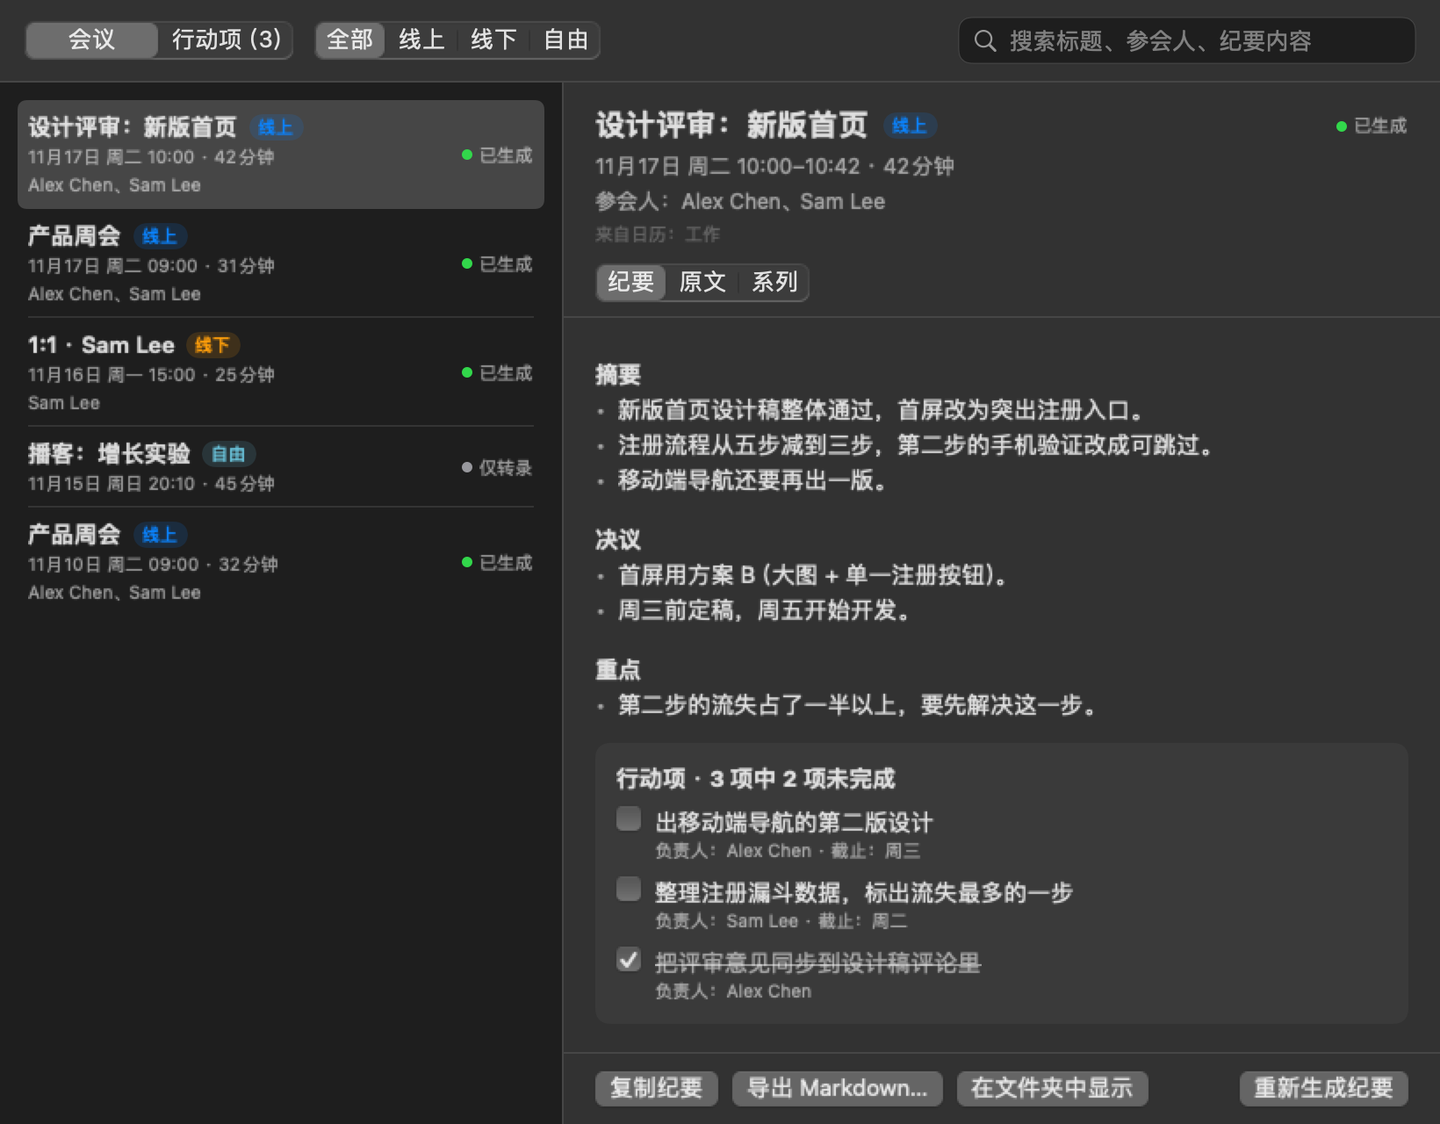 会议 行动项 (3) 全部 线上 线下 自由 搜索标题、参会人、纪要内容
设计评审：新版首页 线上
11月17日 周二 10:00 · 42分钟 已生成
Alex Chen、Sam Lee
产品周会 线上
11月17日 周二 09:00 · 31分钟 已生成
Alex Chen、Sam Lee
1:1 · Sam Lee 线下
11月16日 周一 15:00 · 25分钟 已生成
Sam Lee
播客：增长实验 自由
11月15日 周日 20:10 · 45分钟 仅转录
产品周会 线上
11月10日 周二 09:00 · 32分钟 已生成
Alex Chen、Sam Lee
设计评审：新版首页 线上 已生成
11月17日 周二 10:00–10:42 · 42分钟
参会人：Alex Chen、Sam Lee
来自日历：工作
纪要 原文 系列
摘要
• 新版首页设计稿整体通过，首屏改为突出注册入口。
• 注册流程从五步减到三步，第二步的手机验证改成可跳过。
• 移动端导航还要再出一版。
决议
• 首屏用方案 B (大图 + 单一注册按钮)。
• 周三前定稿，周五开始开发。
重点
• 第二步的流失占了一半以上，要先解决这一步。
行动项 · 3 项中 2 项未完成
出移动端导航的第二版设计
负责人：Alex Chen · 截止：周三
整理注册漏斗数据，标出流失最多的一步
负责人：Sam Lee · 截止：周二
把评审意见同步到设计稿评论里
负责人：Alex Chen
复制纪要 导出 Markdown... 在文件夹中显示 重新生成纪要